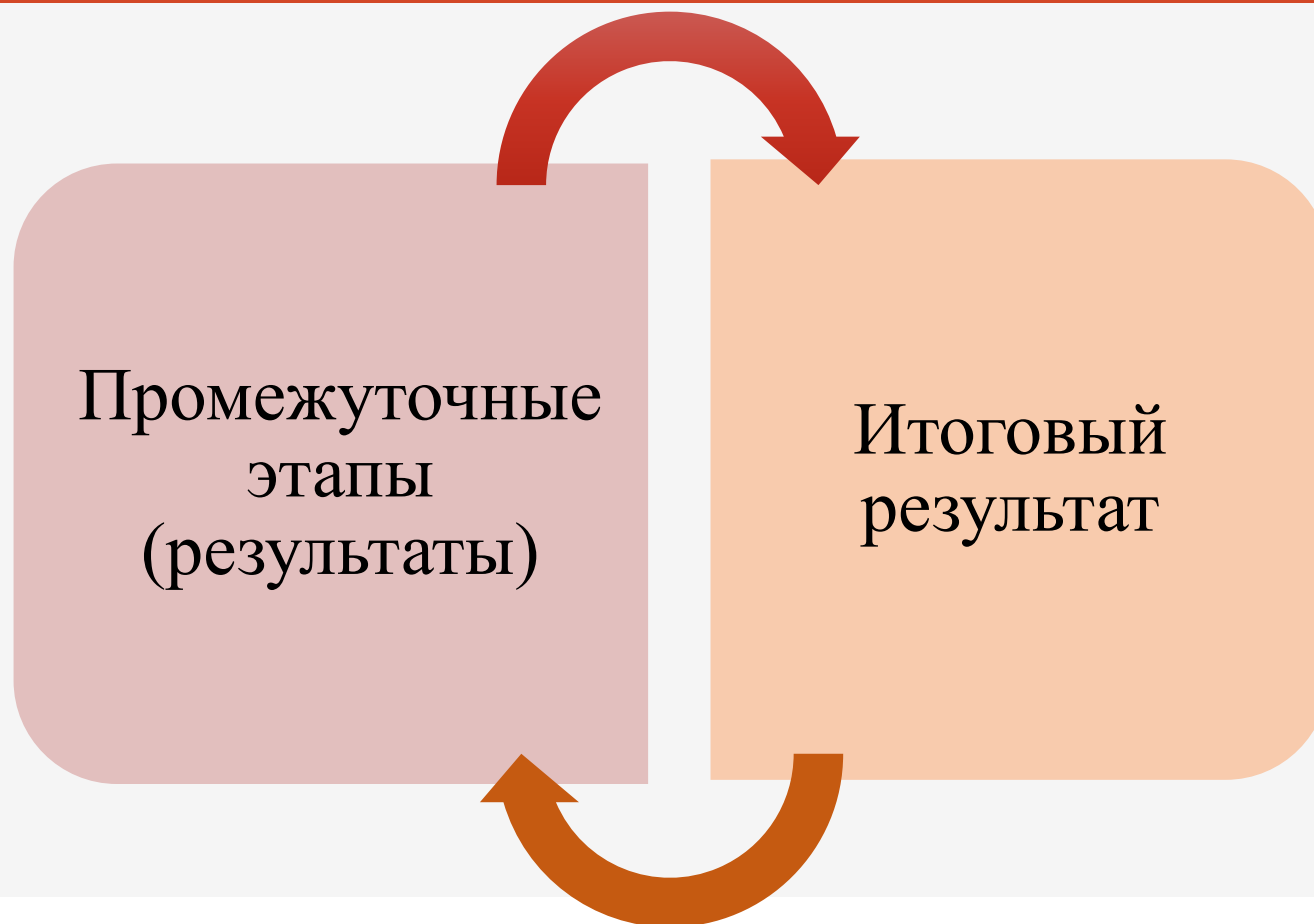 Промежуточные
этапы
(результаты)
Итоговый
результат